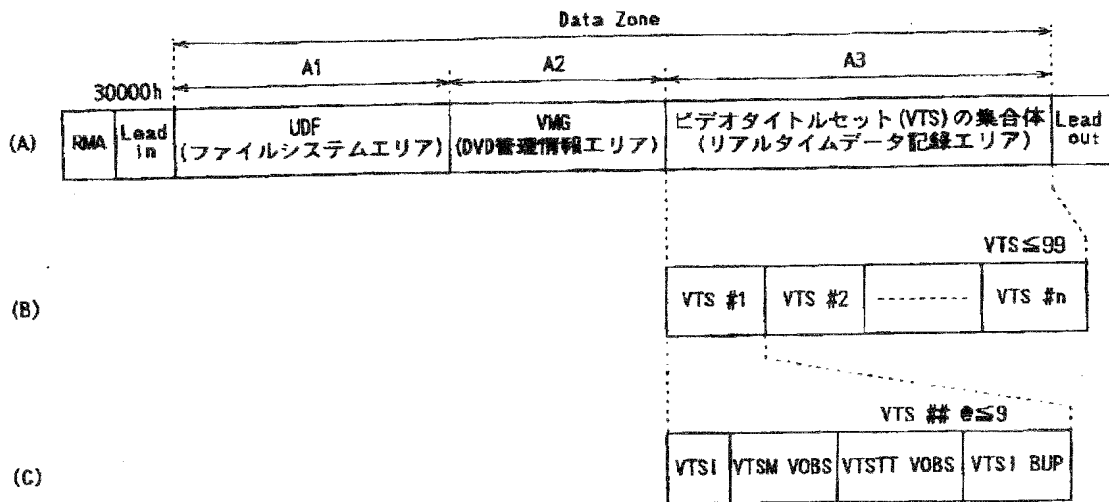 Data Zone
A1 A2 A3
30000h
(A) RMA Lead in UDF (ファイルシステムエリア) VMG (DVD管理情報エリア) ビデオタイトルセット(VTS)の集合体 (リアルタイムデータ記録エリア) Lead out
VTS≦99
(B) VTS #1 VTS #2 -------- VTS #n
VTS ## @≦9
(C) VTSI VTSM VOBS VTSTT VOBS VTSI BUP